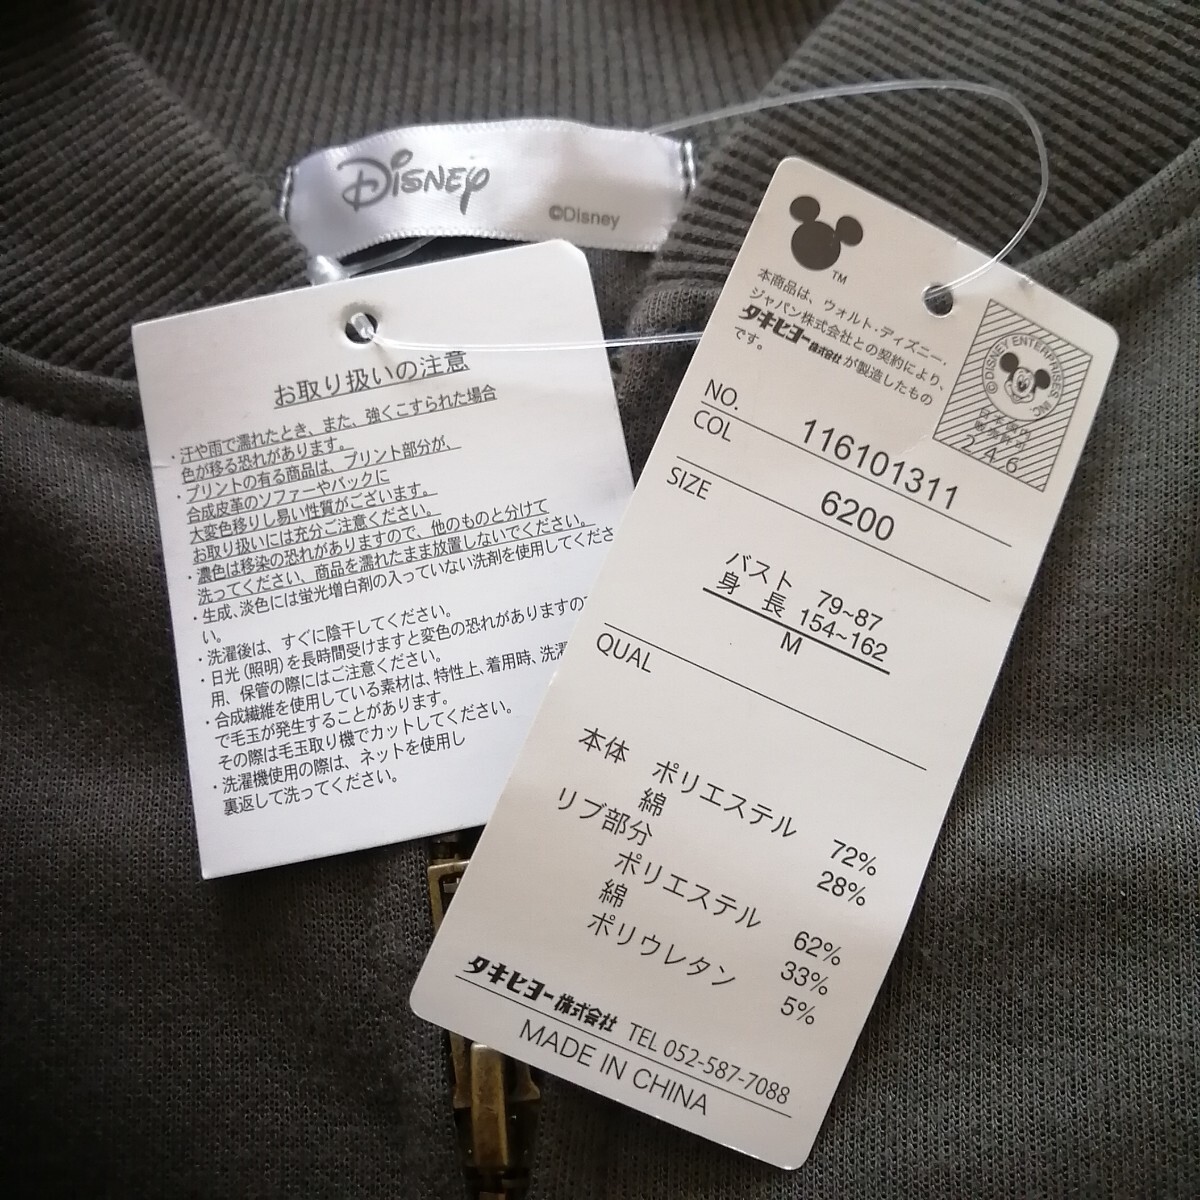 Disney
©Disney
お取り扱いの注意
・汗や雨で濡れたとき、また、強くこすられた場合
色が移る恐れがあります。
・プリントの有る商品は、プリント部分が、
合成皮革のソファーやバックに
大変色移りし易い性質がございます。
お取り扱いには充分ご注意ください。
・濃色は移染の恐れがありますので、他のものと分けて
洗ってください、商品を濡れたまま放置しないでください。
・生成、淡色には蛍光増白剤の入っていない洗剤を使用してくださ
い。
・洗濯後は、すぐに陰干してください。
・日光(照明)を長時間受けますと変色の恐れがありますので
用、保管の際にはご注意ください。
・合成繊維を使用している素材は、特性上、着用時、洗濯
で毛玉が発生することがあります。
その際は毛玉取り機でカットしてください。
・洗濯機使用の際は、ネットを使用し
裏返して洗ってください。
TM
本商品は、ウォルト・ディズニー・
ジャパン株式会社との契約により、
タキヒヨー株式会社が製造したもの
です。
©DISNEY ENTERPRISES, INC.
日本国内
販売許可
2.4.6
NO. 116101311
COL 6200
SIZE
バスト 79~87
身長 154~162
M
QUAL
本体 ポリエステル 72%
綿 28%
リブ部分
ポリエステル 62%
綿 33%
ポリウレタン 5%
タキヒヨー株式会社 TEL 052-587-7088
MADE IN CHINA